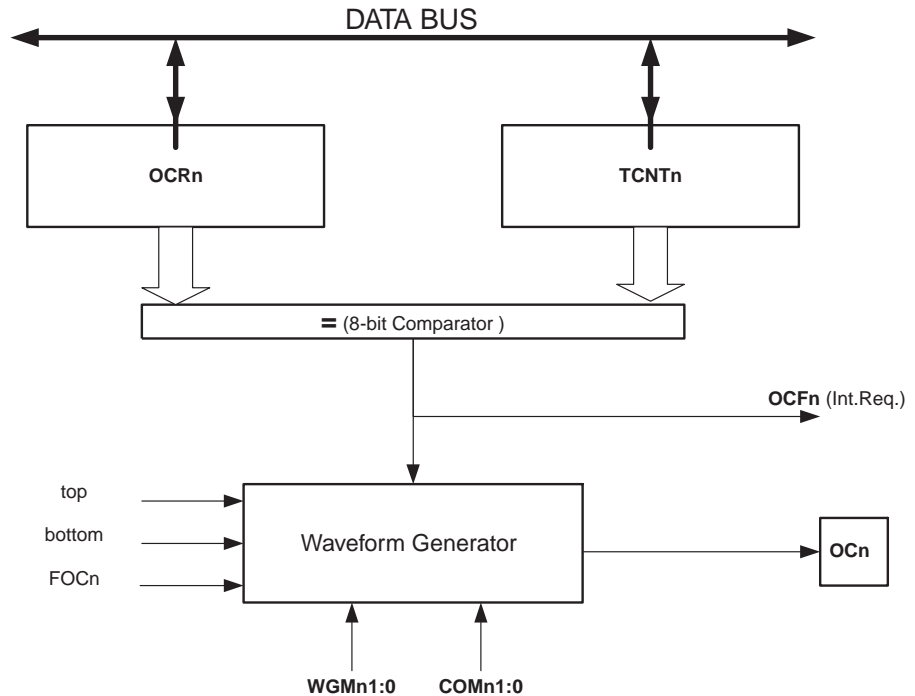 DATA BUS
OCRn
TCNTn
= (8-bit Comparator )
OCFn (Int.Req.)
top
bottom
FOCn
Waveform Generator
OCn
WGMn1:0
COMn1:0